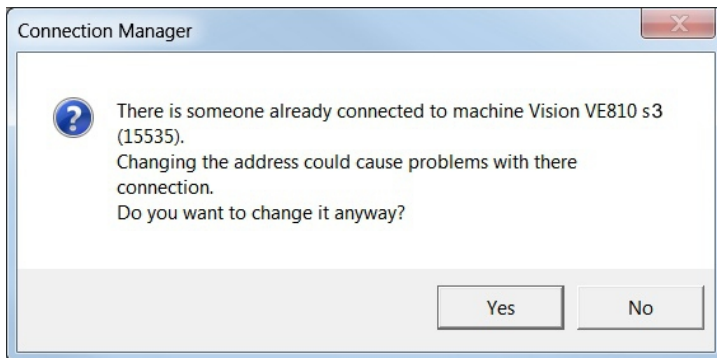 Connection Manager
There is someone already connected to machine Vision VE810 s3
(15535).
Changing the address could cause problems with there
connection.
Do you want to change it anyway?
Yes
No